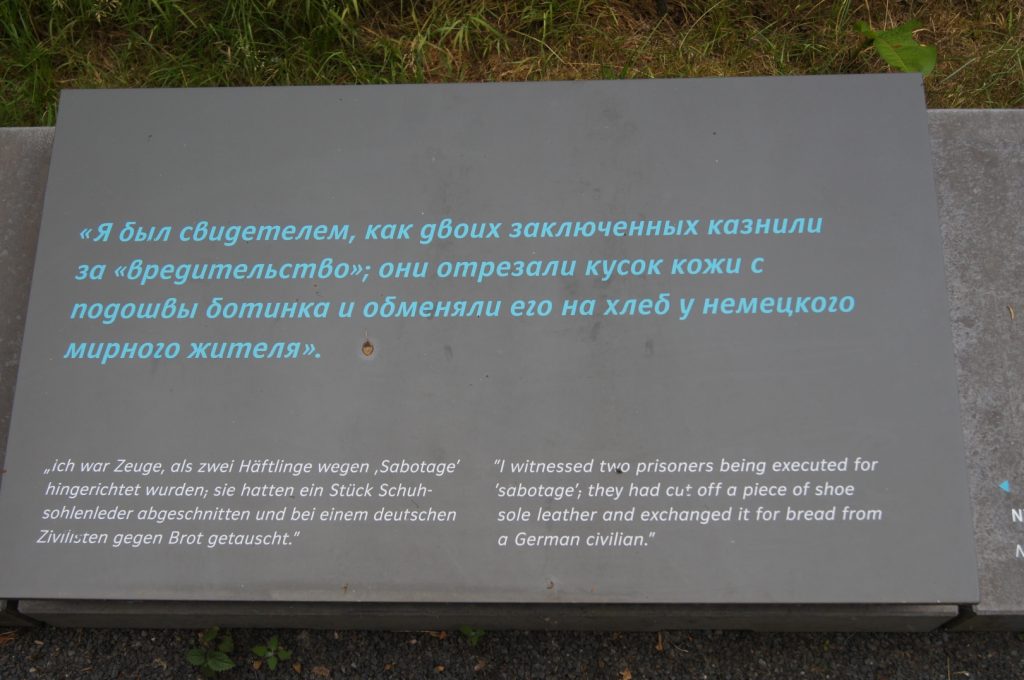 «Я был свидетелем, как двоих заключенных казнили
за «вредительство»; они отрезали кусок кожи с
подошвы ботинка и обменяли его на хлеб у немецкого
мирного жителя».
„ich war Zeuge, als zwei Häftlinge wegen ‚Sabotage’
hingerichtet wurden; sie hatten ein Stück Schuh-
sohlenleder abgeschnitten und bei einem deutschen
Zivilisten gegen Brot getauscht.”
”I witnessed two prisoners being executed for
‘sabotage’; they had cut off a piece of shoe
sole leather and exchanged it for bread from
a German civilian.”